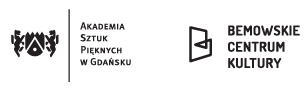 AKADEMIA
SZTUK
PIĘKNYCH
W GDAŃSKU
BEMOWSKIE
CENTRUM
KULTURY